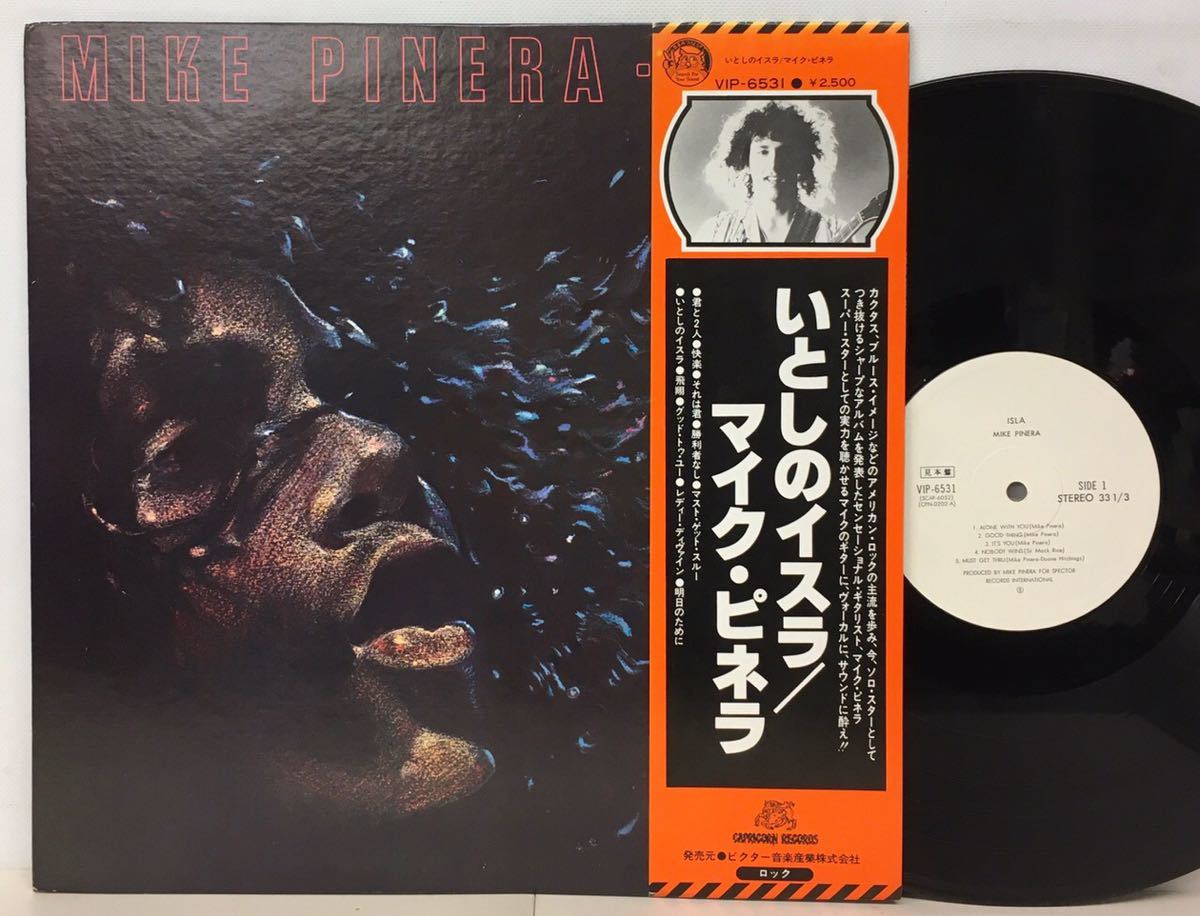 MIKE PINERA ·
いとしのイスラ/マイク・ピネラ
VIP-6531 ● ¥2,500
カクタス、ブルース・イメージなどのアメリカン・ロックの主流を歩み、今、ソロ・スターとして
つき抜けるシャープなアルバムを発表したセンセーショナル・ギタリスト、マイク・ピネラ
スーパー・スターとしての実力を聴かせるマイクのギターに、ヴォーカルに、サウンドに酔え!!
いとしのイスラ/
マイク・ピネラ
●君と2人●快楽●それは君●勝利者なし●マスト・ゲット・スルー
●いとしのイスラ●飛翔●グッド・トゥ・ユー●レディー・ディヴァイン●明日のために
CAPRICORN RECORDS
発売元●ビクター音楽産業株式会社
ロック
ISLA
MIKE PINERA
見本盤
VIP-6531
(SCAP-6052)
(CPN-0202-A)
SIDE 1
STEREO 33 1/3
1. ALONE WITH YOU (Mike Pinera)
2. GOOD THING (Mike Pinera)
3. IT'S YOU (Mike Pinera)
4. NOBODY WINS (Sir Mack Rice)
5. MUST GET THRU (Mike Pinera-Duane Hitchings)
PRODUCED BY MIKE PINERA FOR SPECTOR
RECORDS INTERNATIONAL